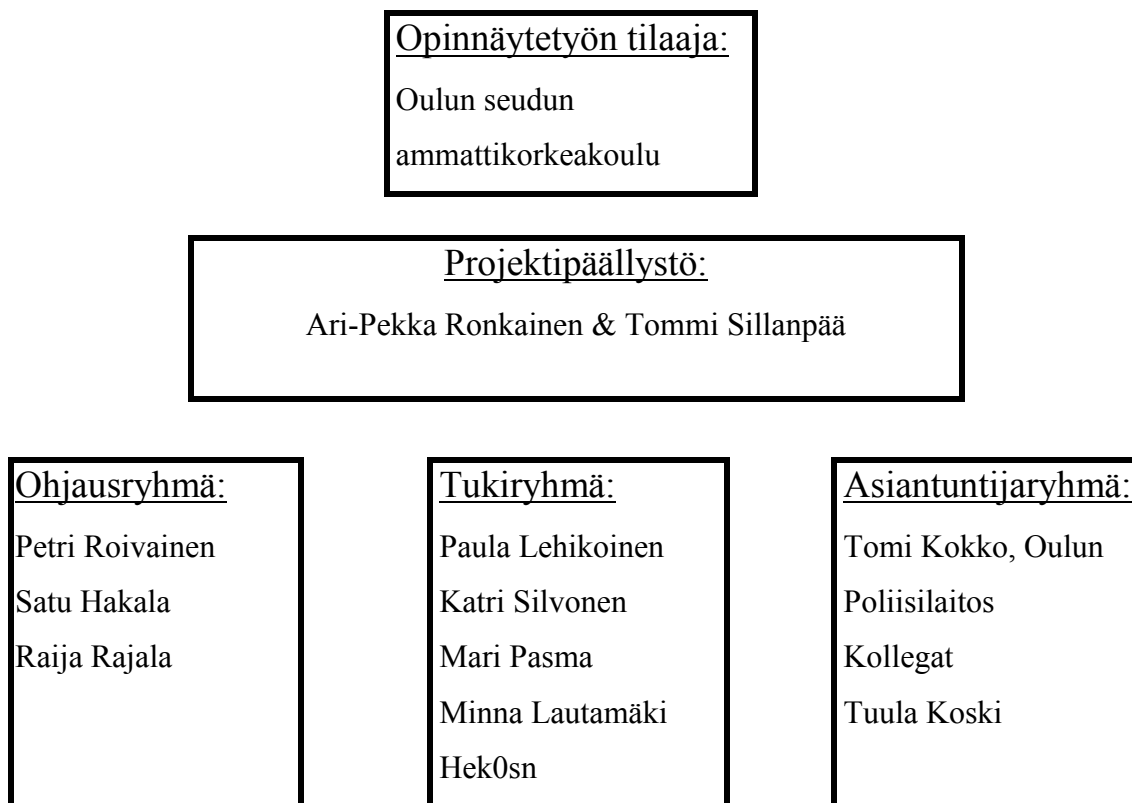 Opinnäytetyön tilaaja:
Oulun seudun
ammattikorkeakoulu
Projektipäällystö:
Ari-Pekka Ronkainen & Tommi Sillanpää
Ohjausryhmä:
Petri Roivainen
Satu Hakala
Raija Rajala
Tukiryhmä:
Paula Lehikoinen
Katri Silvonen
Mari Pasma
Minna Lautamäki
Hek0sn
Asiantuntijaryhmä:
Tomi Kokko, Oulun
Poliisilaitos
Kollegat
Tuula Koski